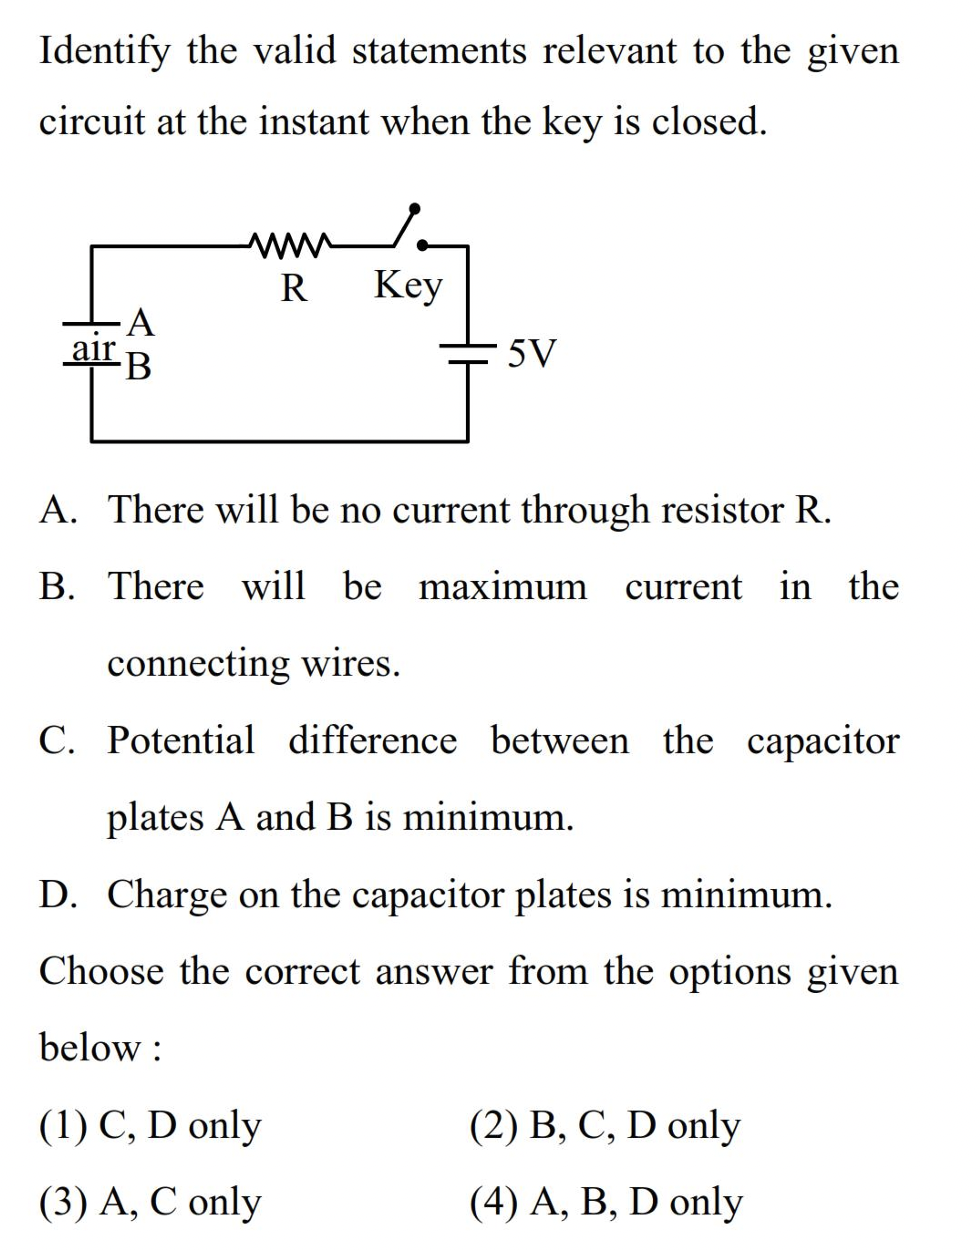 Identify the valid statements relevant to the given
circuit at the instant when the key is closed.
R
Key
A
air
B
5V
A. There will be no current through resistor R.
B. There will be maximum current in the
connecting wires.
C. Potential difference between the capacitor
plates A and B is minimum.
D. Charge on the capacitor plates is minimum.
Choose the correct answer from the options given
below :
(1) C, D only (2) B, C, D only
(3) A, C only (4) A, B, D only